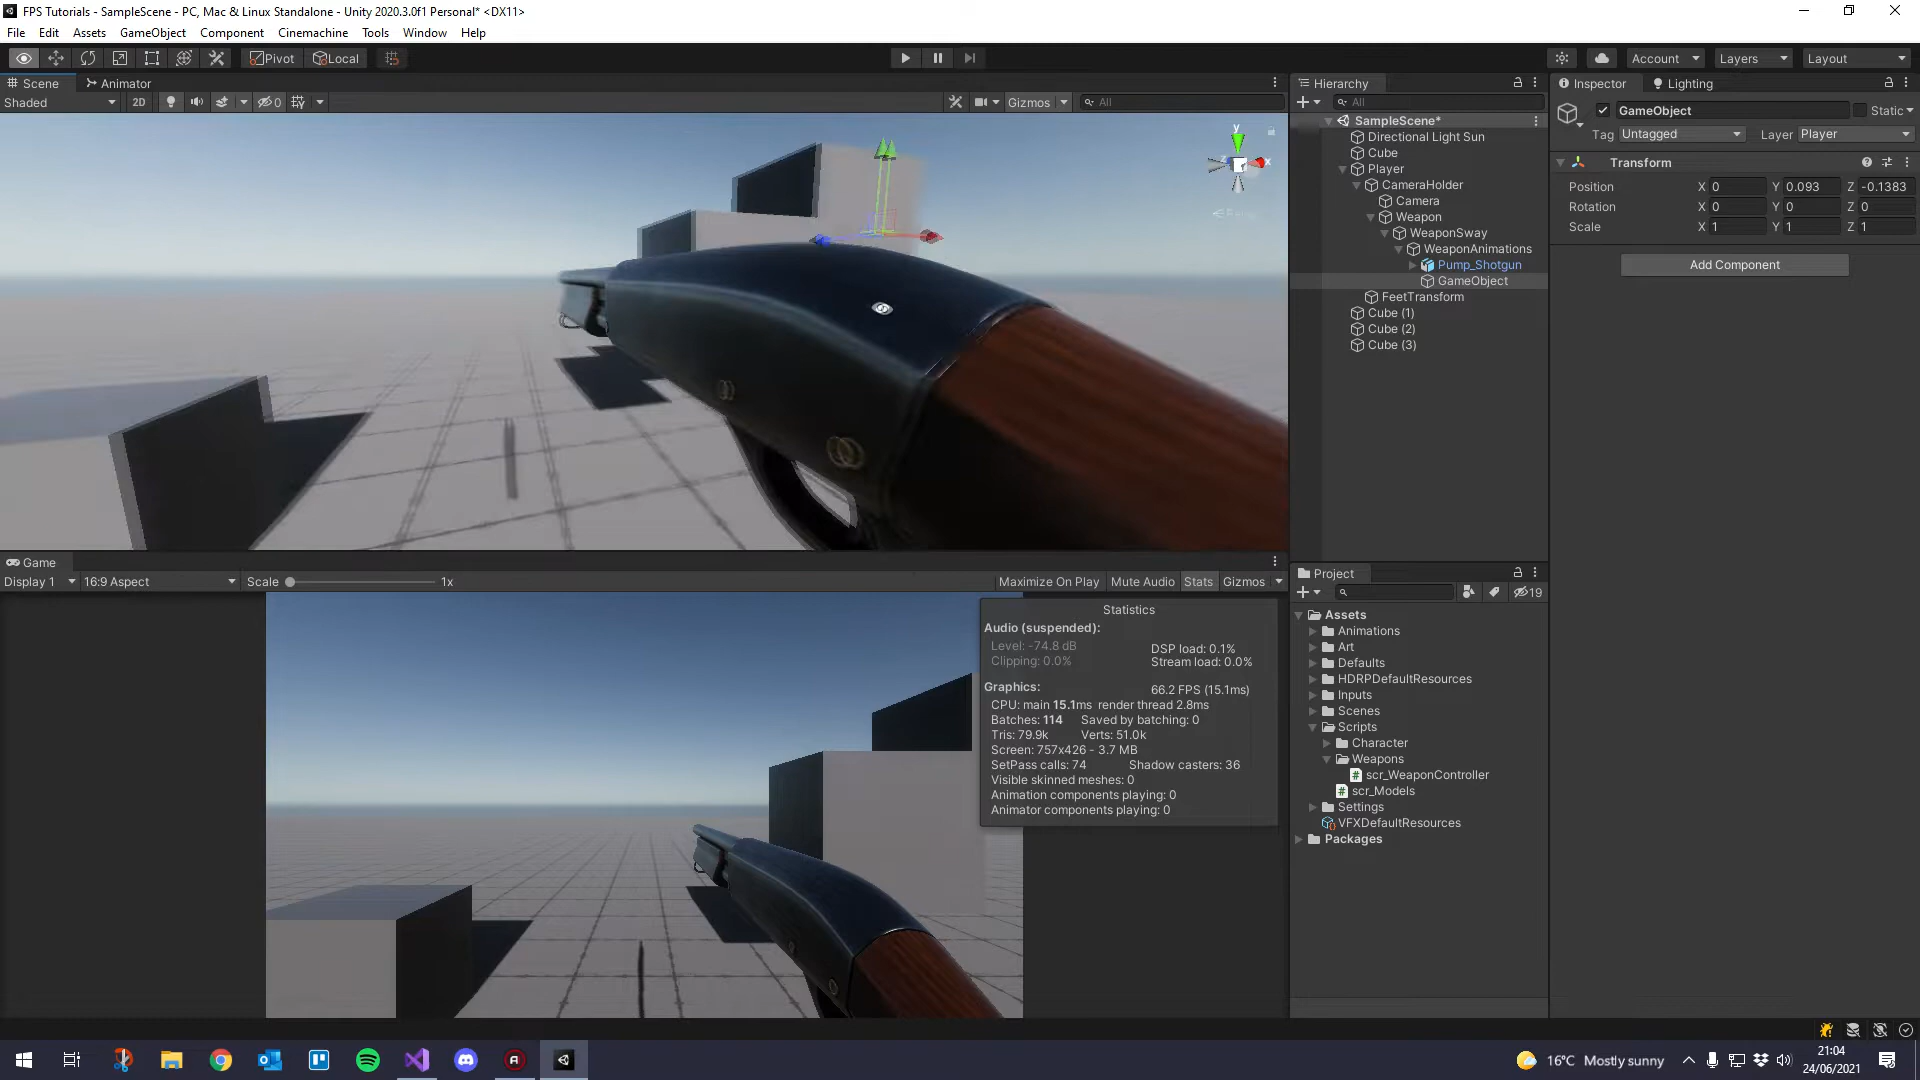 FPS Tutorials - SampleScene - PC, Mac & Linux Standalone - Unity 2020.3.0f1 Personal* <DX11>
File Edit Assets GameObject Component Cinemachine Tools Window Help
Pivot Local
Account Layers Layout
Scene Animator
Shaded 2D 0 Gizmos All
y
x
Game
Display 1 16:9 Aspect Scale 1x Maximize On Play Mute Audio Stats Gizmos
Statistics
Audio (suspended):
Level: -74.8 dB DSP load: 0.1%
Clipping: 0.0% Stream load: 0.0%
Graphics: 66.2 FPS (15.1ms)
CPU: main 15.1ms render thread 2.8ms
Batches: 114 Saved by batching: 0
Tris: 79.9k Verts: 51.0k
Screen: 757x426 - 3.7 MB
SetPass calls: 74 Shadow casters: 36
Visible skinned meshes: 0
Animation components playing: 0
Animator components playing: 0
Hierarchy
All
SampleScene*
Directional Light Sun
Cube
Player
CameraHolder
Camera
Weapon
WeaponSway
WeaponAnimations
Pump_Shotgun
GameObject
FeetTransform
Cube (1)
Cube (2)
Cube (3)
Project
19
Assets
Animations
Art
Defaults
HDRPDefaultResources
Inputs
Scenes
Scripts
Character
Weapons
scr_WeaponController
scr_Models
Settings
VFXDefaultResources
Packages
Inspector Lighting
GameObject Static
Tag Untagged Layer Player
Transform
Position X 0 Y 0.093 Z -0.1383
Rotation X 0 Y 0 Z 0
Scale X 1 Y 1 Z 1
Add Component
16°C Mostly sunny
21:04
24/06/2021